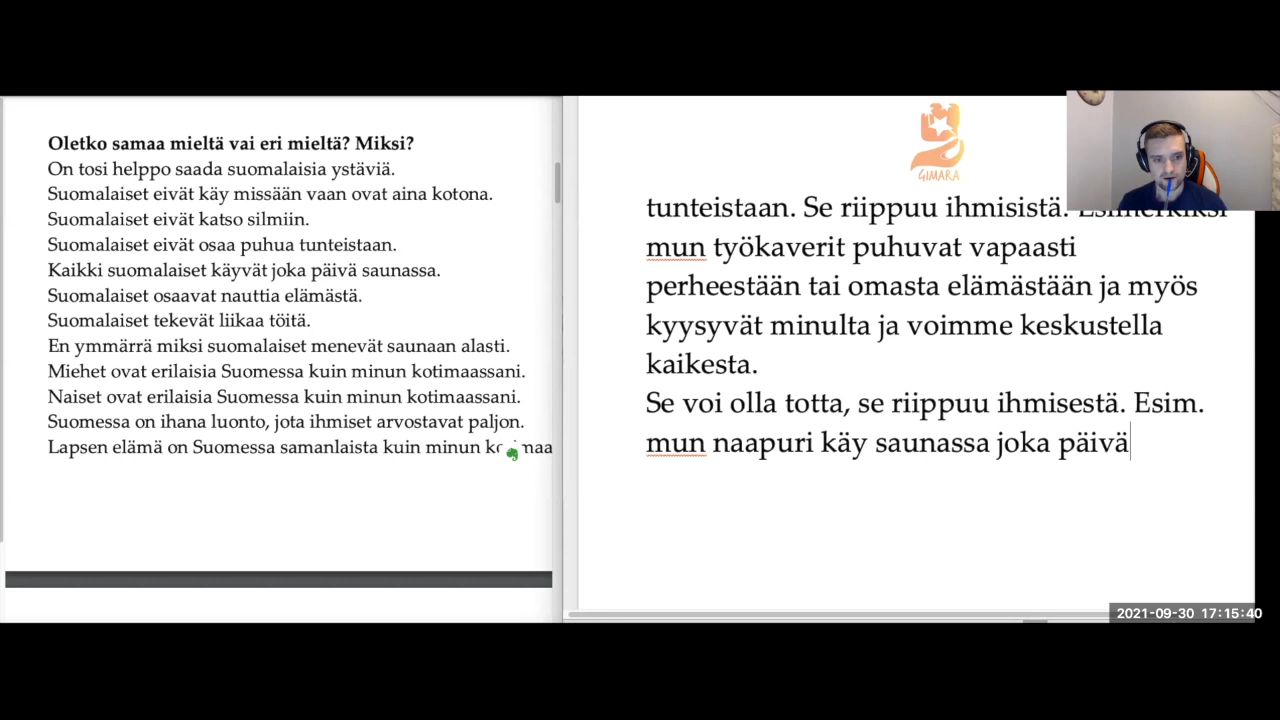 Oletko samaa mieltä vai eri mieltä? Miksi?
On tosi helppo saada suomalaisia ystäviä.
Suomalaiset eivät käy missään vaan ovat aina kotona.
Suomalaiset eivät katso silmiin.
Suomalaiset eivät osaa puhua tunteistaan.
Kaikki suomalaiset käyvät joka päivä saunassa.
Suomalaiset osaavat nauttia elämästä.
Suomalaiset tekevät liikaa töitä.
En ymmärrä miksi suomalaiset menevät saunaan alasti.
Miehet ovat erilaisia Suomessa kuin minun kotimaassani.
Naiset ovat erilaisia Suomessa kuin minun kotimaassani.
Suomessa on ihana luonto, jota ihmiset arvostavat paljon.
Lapsen elämä on Suomessa samanlaista kuin minun
GIMARA
tunteistaan. Se riippuu ihmisistä. Esimerkiksi
mun työkaverit puhuvat vapaasti
perheestään tai omasta elämästään ja myös
kyysyvät minulta ja voimme keskustella
kaikesta.
Se voi olla totta, se riippuu ihmisestä. Esim.
mun naapuri käy saunassa joka päivä
2021-09-30 17:15:40